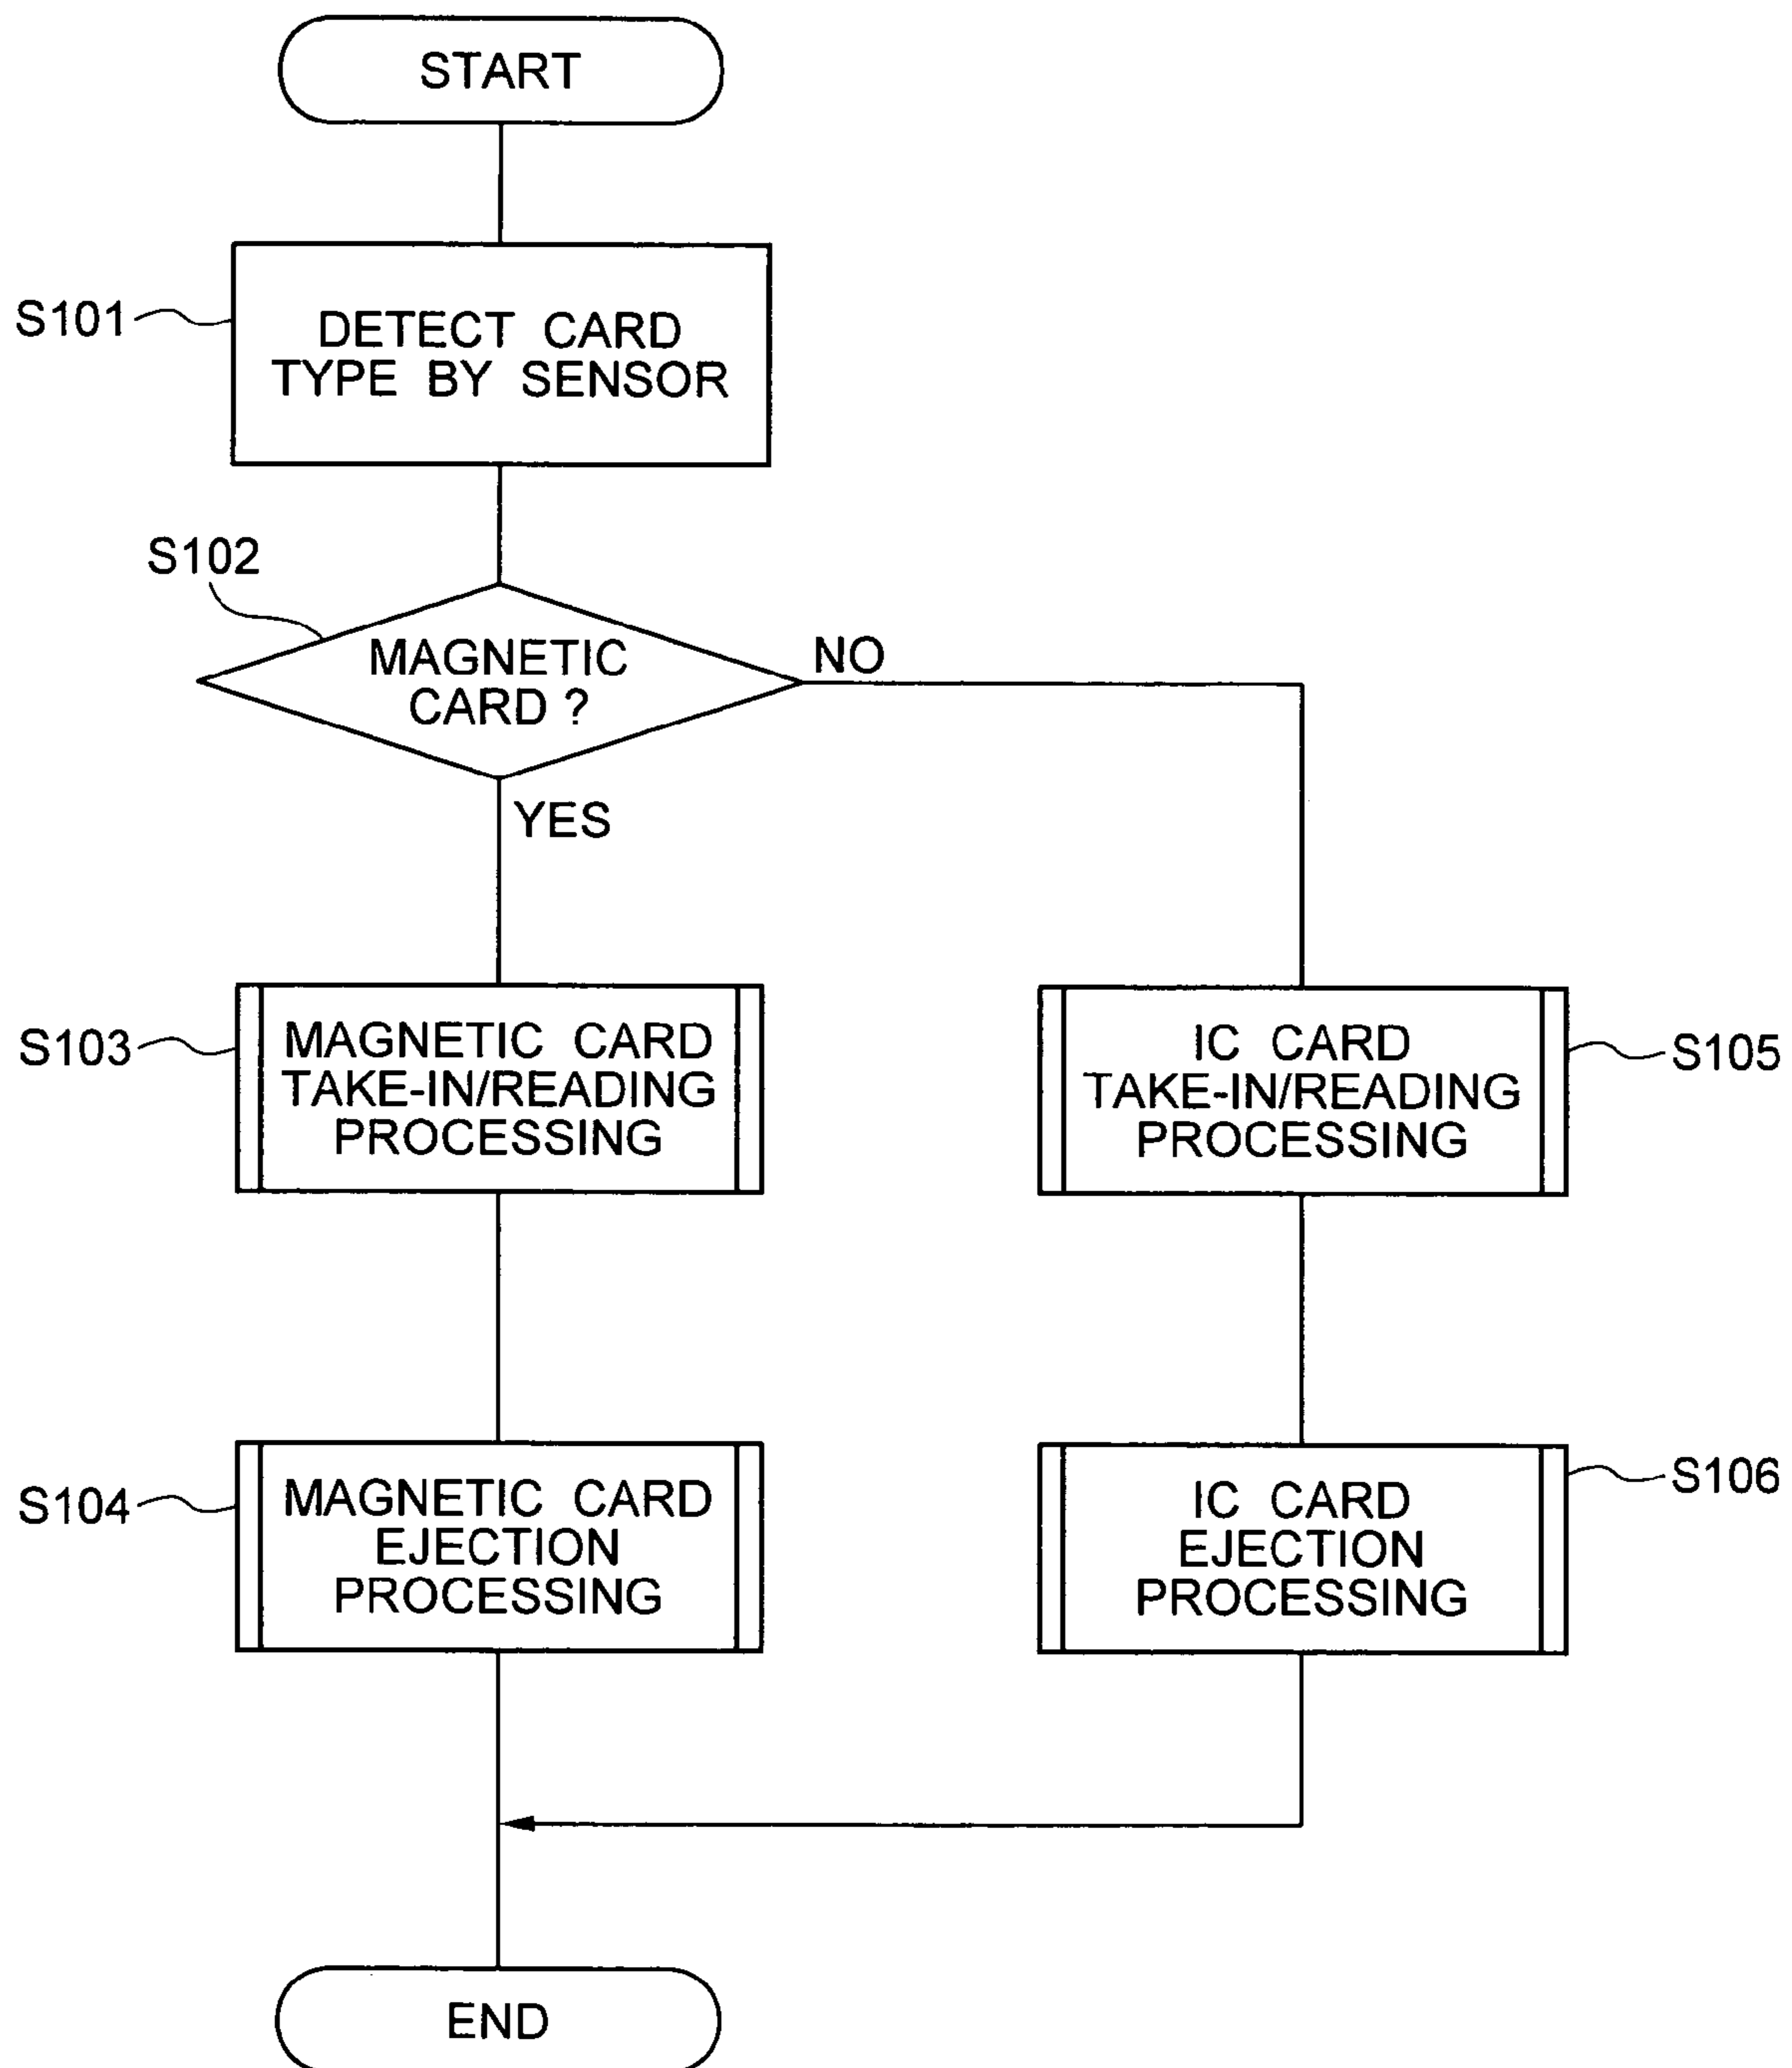 START
S101
DETECT CARD
TYPE BY SENSOR
S102
MAGNETIC
CARD ?
NO
YES
S103
MAGNETIC CARD
TAKE-IN/READING
PROCESSING
IC CARD
TAKE-IN/READING
PROCESSING
S105
S104
MAGNETIC CARD
EJECTION
PROCESSING
IC CARD
EJECTION
PROCESSING
S106
END